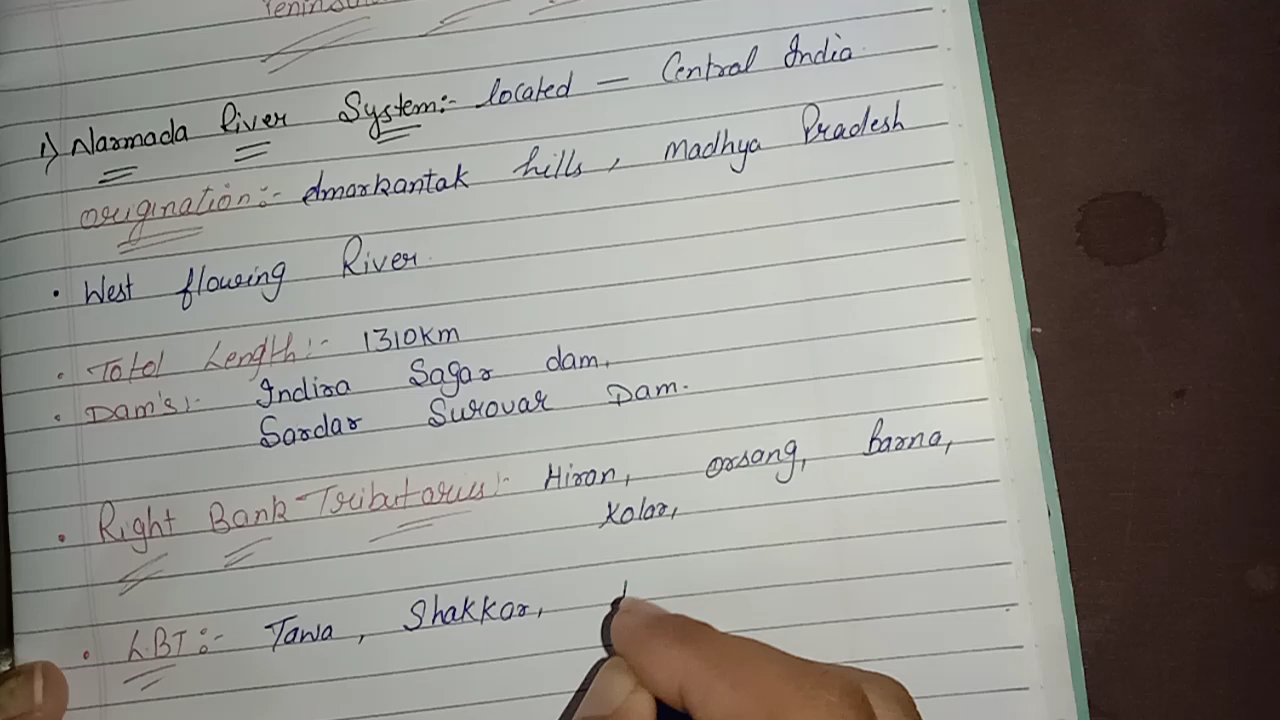 1) Narmada River System:- located — Central India
origination:- Amarkantak hills, Madhya Pradesh
• West flowing River
• Total Length:- 1310km
• Dam's:- Indira Sagar dam,
Sardar Surovar Dam.
• Right Bank Tributaries:- Hiran, orsang, Barna,
Kolar,
• LBT:- Tawa, Shakkar,